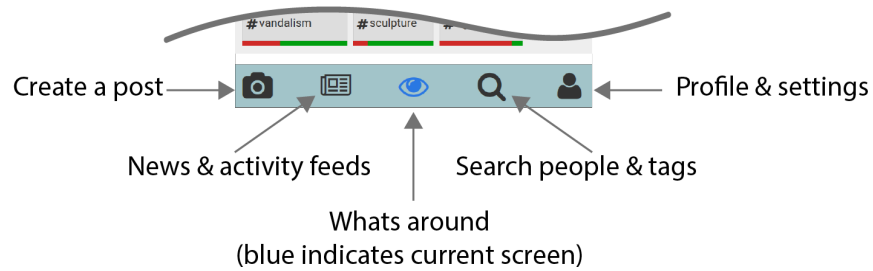 #vandalism #sculpture #
Create a post
Profile & settings
News & activity feeds
Search people & tags
Whats around
(blue indicates current screen)